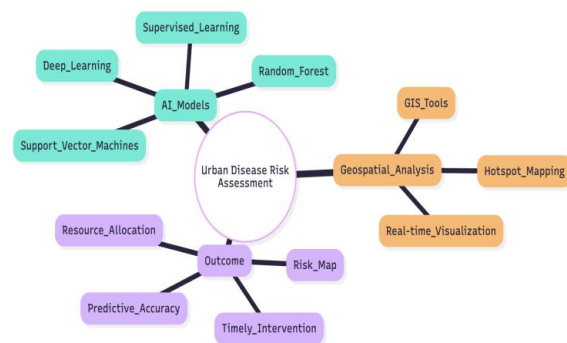 Supervised_Learning
Deep_Learning
Random_Forest
AI_Models
Support_Vector_Machines
GIS_Tools
Urban Disease Risk
Assessment
Geospatial_Analysis
Hotspot_Mapping
Real-time_Visualization
Resource_Allocation
Outcome
Risk_Map
Predictive_Accuracy
Timely_Intervention